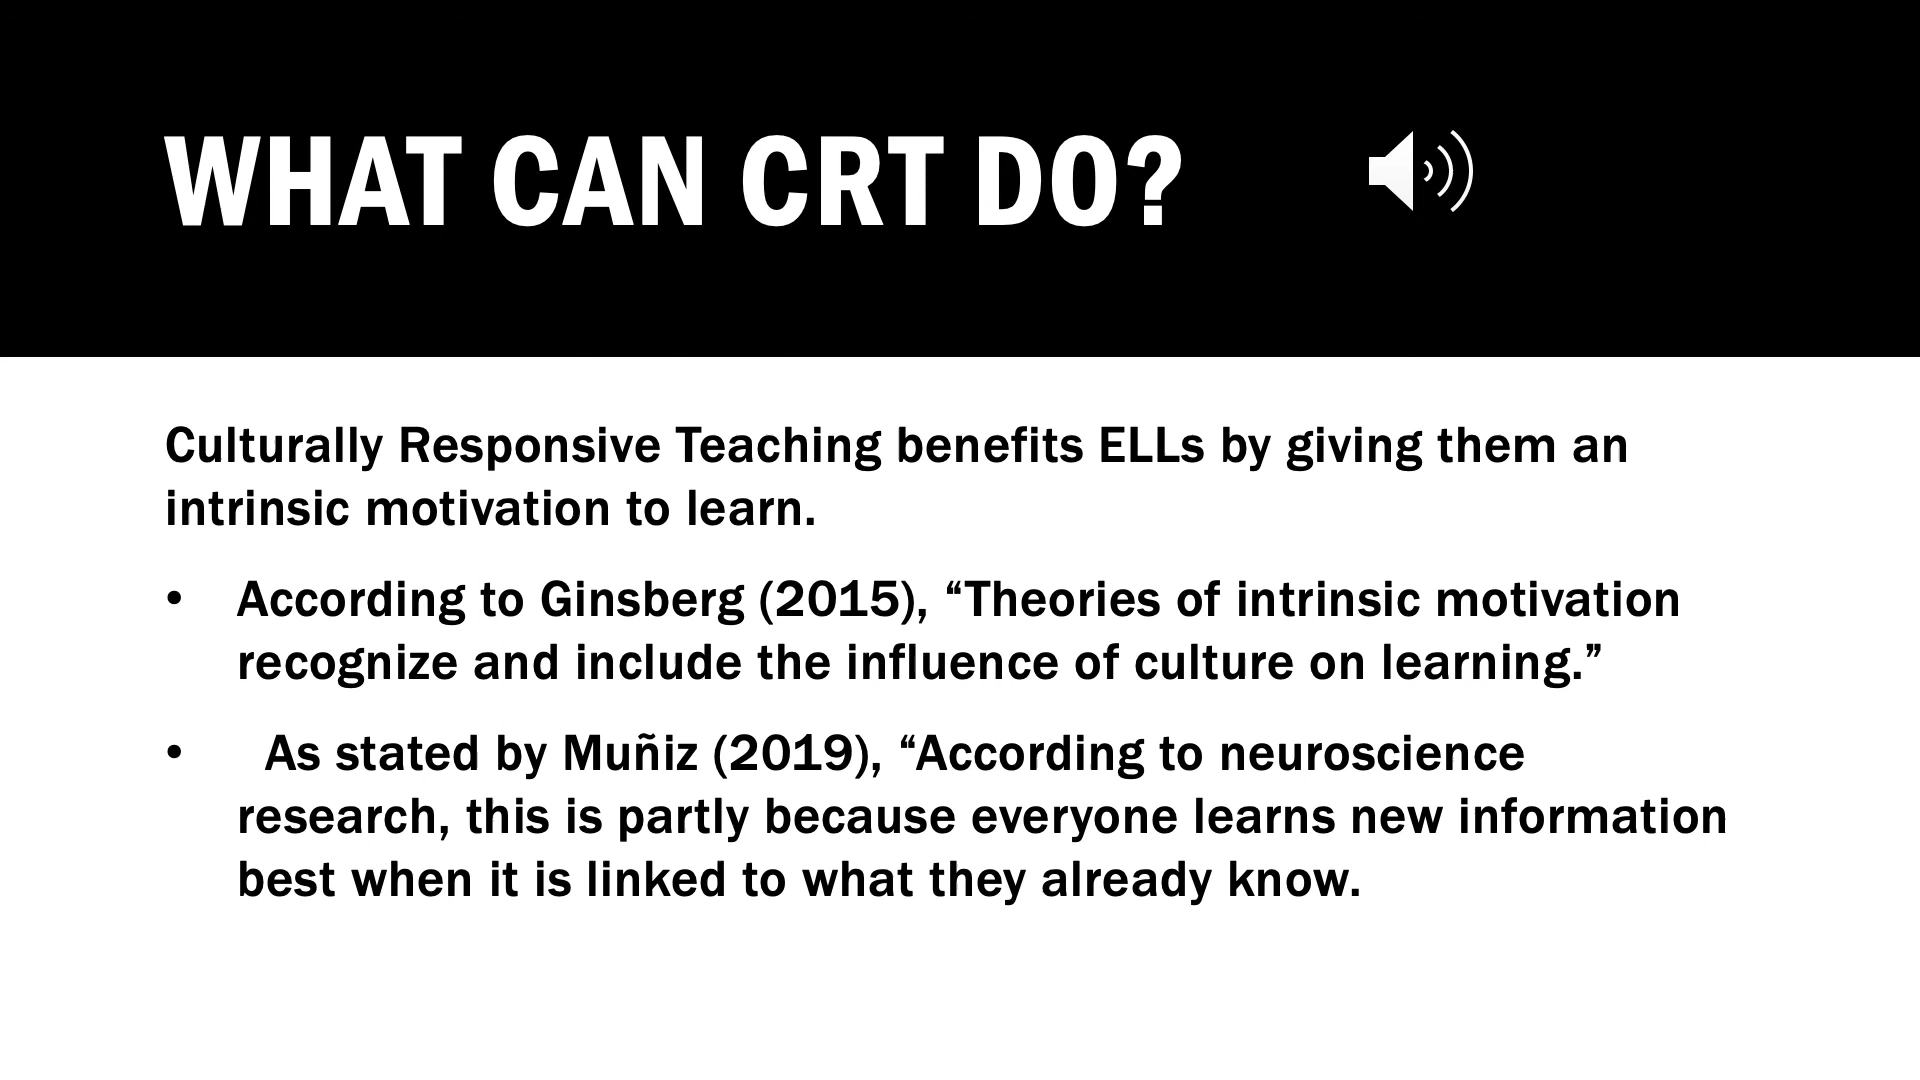 WHAT CAN CRT DO?
Culturally Responsive Teaching benefits ELLs by giving them an
intrinsic motivation to learn.
• According to Ginsberg (2015), “Theories of intrinsic motivation
recognize and include the influence of culture on learning.”
• As stated by Muñiz (2019), “According to neuroscience
research, this is partly because everyone learns new information
best when it is linked to what they already know.